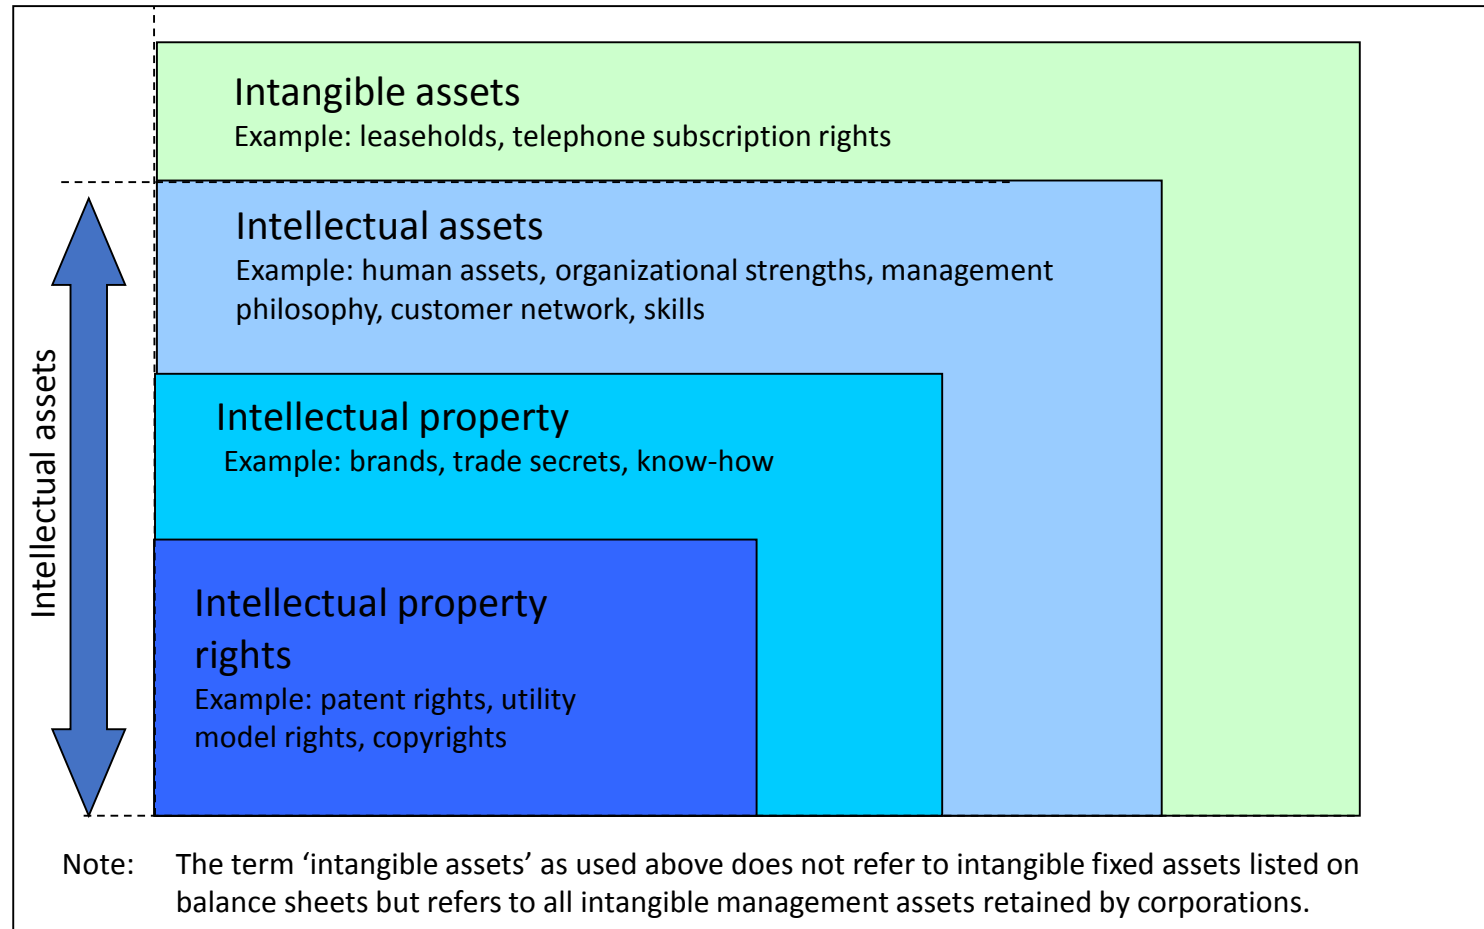 Intangible assets
Example: leaseholds, telephone subscription rights
Intellectual assets
Example: human assets, organizational strengths, management
philosophy, customer network, skills
Intellectual assets
Intellectual property
Example: brands, trade secrets, know-how
Intellectual property
rights
Example: patent rights, utility
model rights, copyrights
Note: The term ‘intangible assets’ as used above does not refer to intangible fixed assets listed on
balance sheets but refers to all intangible management assets retained by corporations.